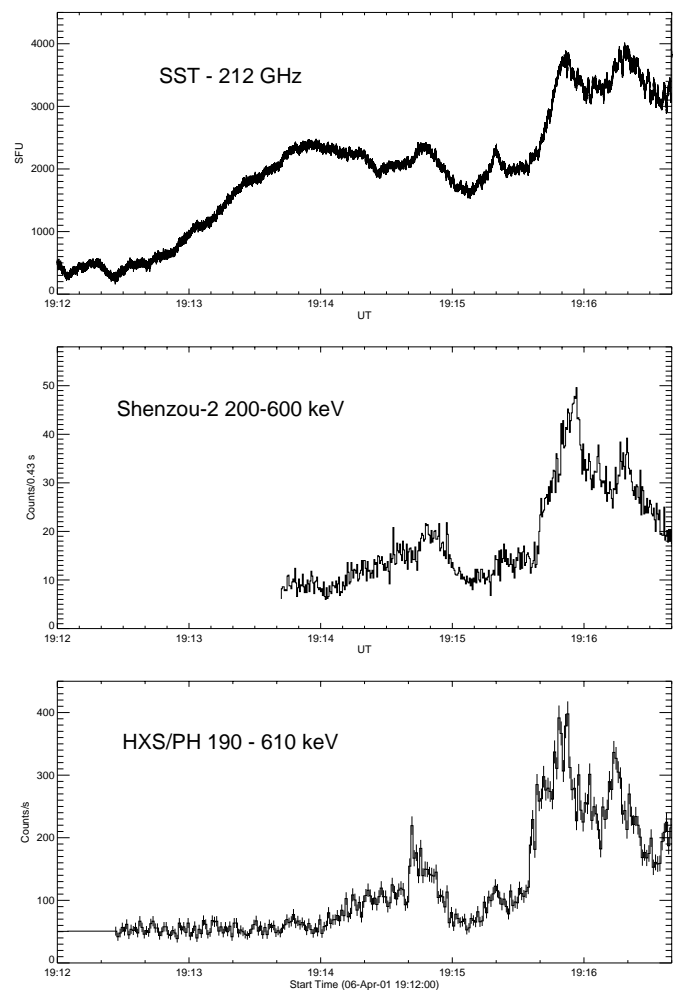 4000
SST - 212 GHz
3000
SFU
2000
1000
0
19:12 19:13 19:14 19:15 19:16
UT
50
Shenzou-2 200-600 keV
40
Counts/0.43 s
30
20
10
0
19:12 19:13 19:14 19:15 19:16
UT
400
HXS/PH 190 - 610 keV
300
Counts/s
200
100
0
19:12 19:13 19:14 19:15 19:16
Start Time (06-Apr-01 19:12:00)